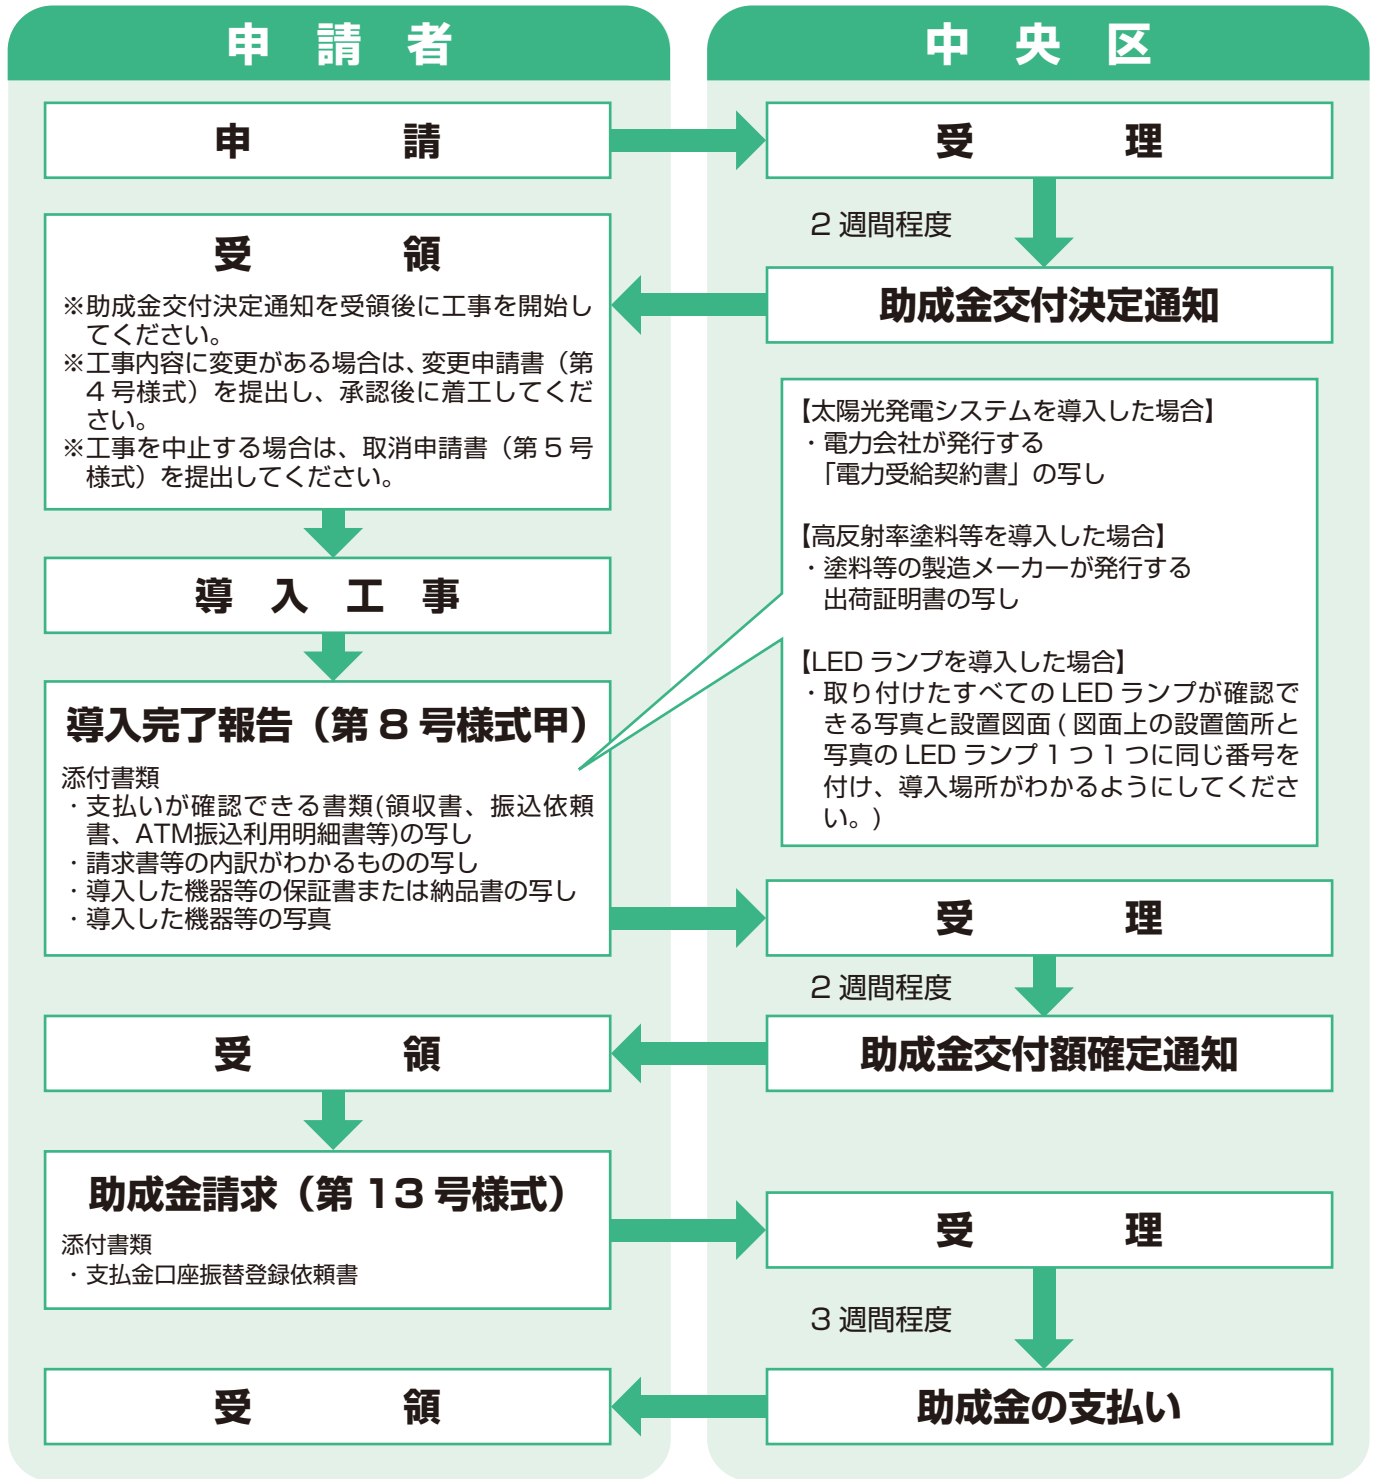 申請者
中央区
申請
受理
2週間程度
助成金交付決定通知
受領
※助成金交付決定通知を受領後に工事を開始し
てください。
※工事内容に変更がある場合は、変更申請書（第
4号様式）を提出し、承認後に着工してくだ
さい。
※工事を中止する場合は、取消申請書（第5号
様式）を提出してください。
導入工事
導入完了報告（第8号様式甲）
添付書類
・支払いが確認できる書類(領収書、振込依頼
書、ATM振込利用明細書等)の写し
・請求書等の内訳がわかるものの写し
・導入した機器等の保証書または納品書の写し
・導入した機器等の写真
【太陽光発電システムを導入した場合】
・電力会社が発行する
「電力受給契約書」の写し
【高反射率塗料等を導入した場合】
・塗料等の製造メーカーが発行する
出荷証明書の写し
【LEDランプを導入した場合】
・取り付けたすべてのLEDランプが確認で
きる写真と設置図面(図面上の設置箇所と
写真のLEDランプ1つ1つに同じ番号を
付け、導入場所がわかるようにしてくださ
い。)
受理
2週間程度
助成金交付額確定通知
受領
助成金請求（第13号様式）
添付書類
・支払金口座振替登録依頼書
受理
3週間程度
助成金の支払い
受領